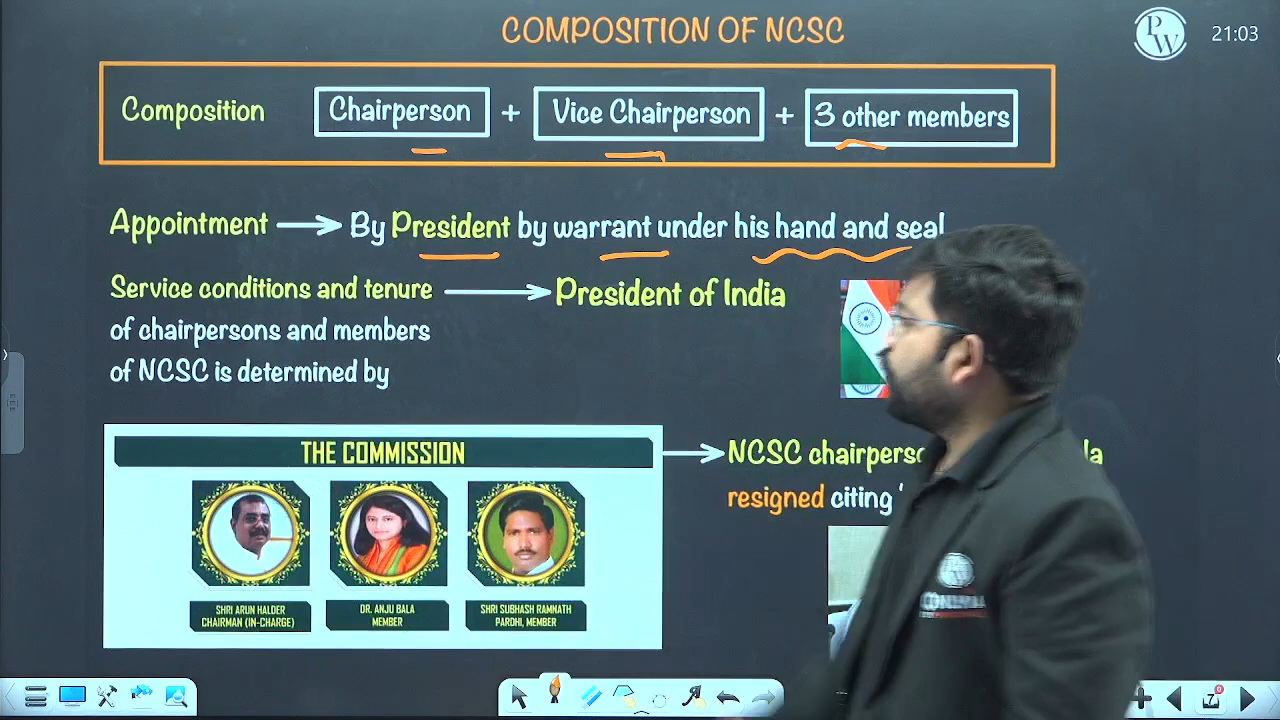 COMPOSITION OF NCSC
PW
21:03
Composition Chairperson + Vice Chairperson + 3 other members
Appointment → By President by warrant under his hand and seal
Service conditions and tenure → President of India
of chairpersons and members
of NCSC is determined by
THE COMMISSION
→ NCSC
resigned citing
SHRI ARUN HALDER
CHAIRMAN (IN-CHARGE)
DR. ANJU BALA
MEMBER
SHRI SUBHASH RAMNATH
PARDHI, MEMBER